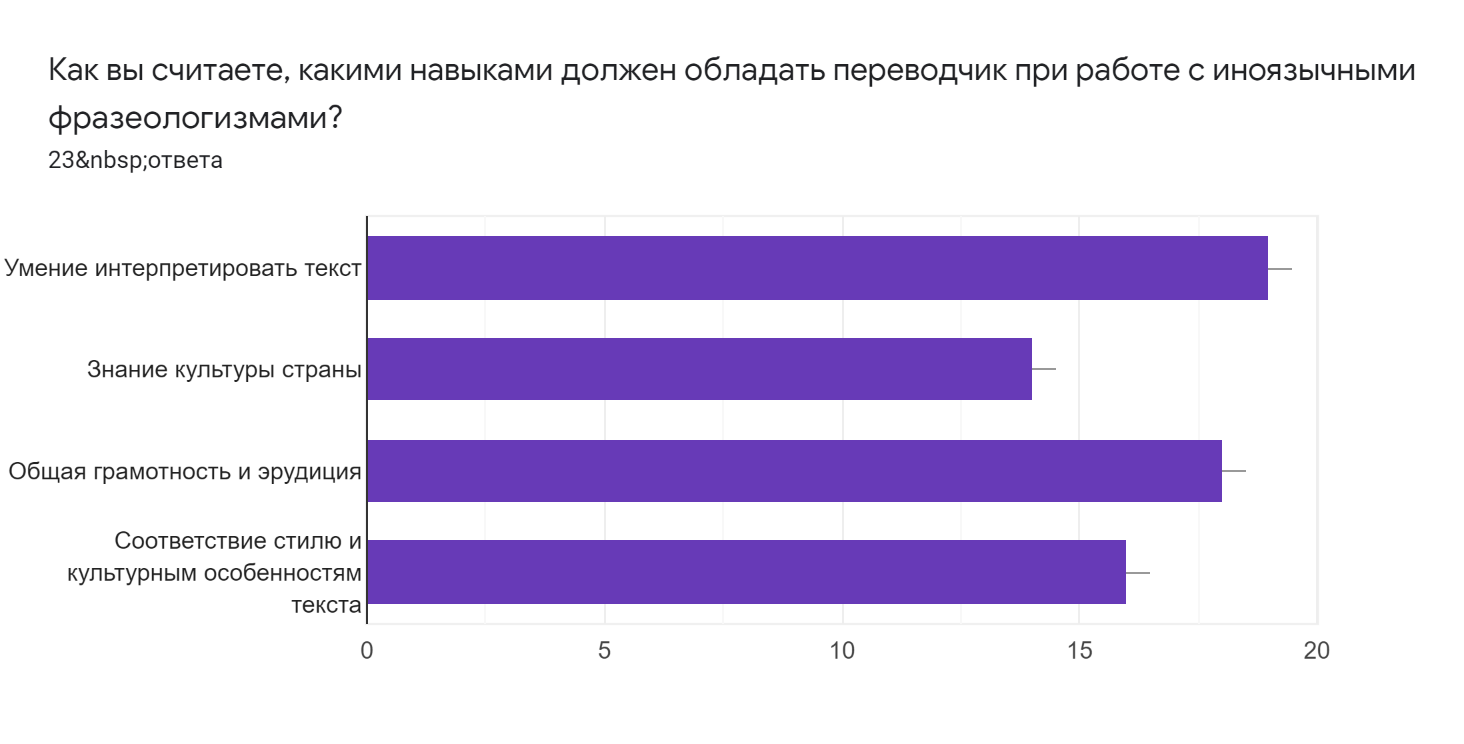 Как вы считаете, какими навыками должен обладать переводчик при работе с иноязычными
фразеологизмами?
23&nbsp;ответа
Умение интерпретировать текст
Знание культуры страны
Общая грамотность и эрудиция
Соответствие стилю и
культурным особенностям
текста
0 5 10 15 20